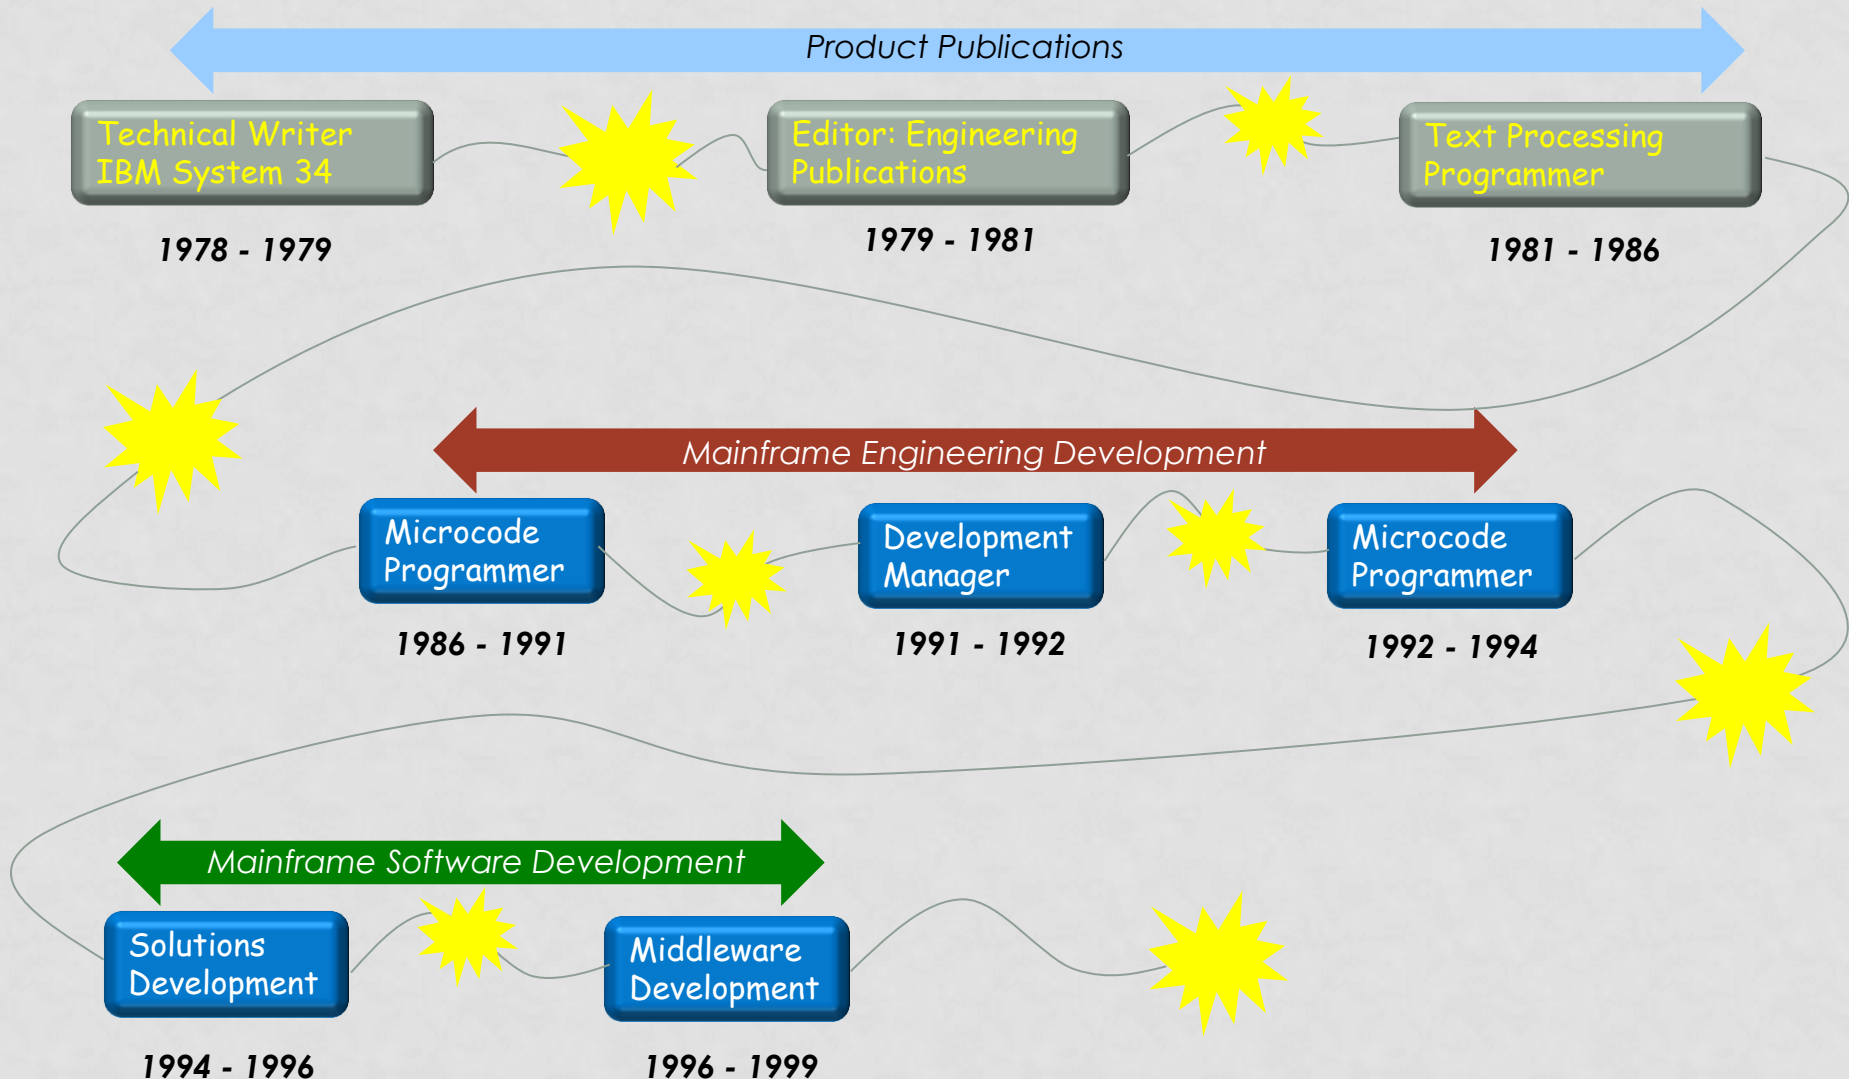 Product Publications
Technical Writer
IBM System 34
1978 - 1979
Editor: Engineering
Publications
1979 - 1981
Text Processing
Programmer
1981 - 1986
Mainframe Engineering Development
Microcode
Programmer
1986 - 1991
Development
Manager
1991 - 1992
Microcode
Programmer
1992 - 1994
Mainframe Software Development
Solutions
Development
1994 - 1996
Middleware
Development
1996 - 1999